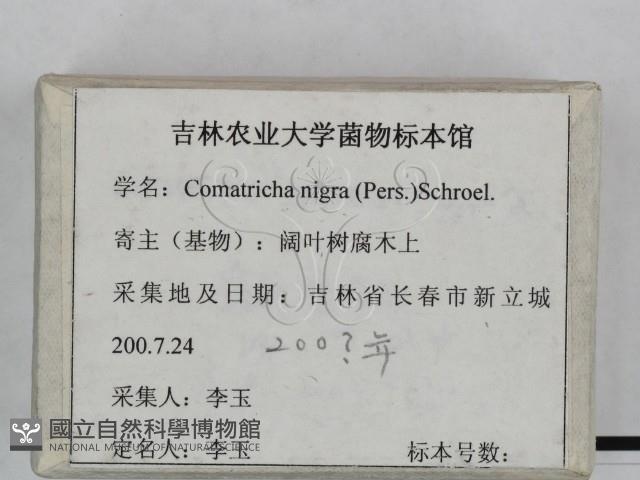 吉林农业大学菌物标本馆
学名：Comatricha nigra (Pers.)Schroel.
寄主（基物）：阔叶树腐木上
采集地及日期：吉林省长春市新立城
200.7.24 200?年
采集人：李玉
定名人：李玉 标本号数：
國立自然科學博物館
NATIONAL MUSEUM OF NATURAL SCIENCE